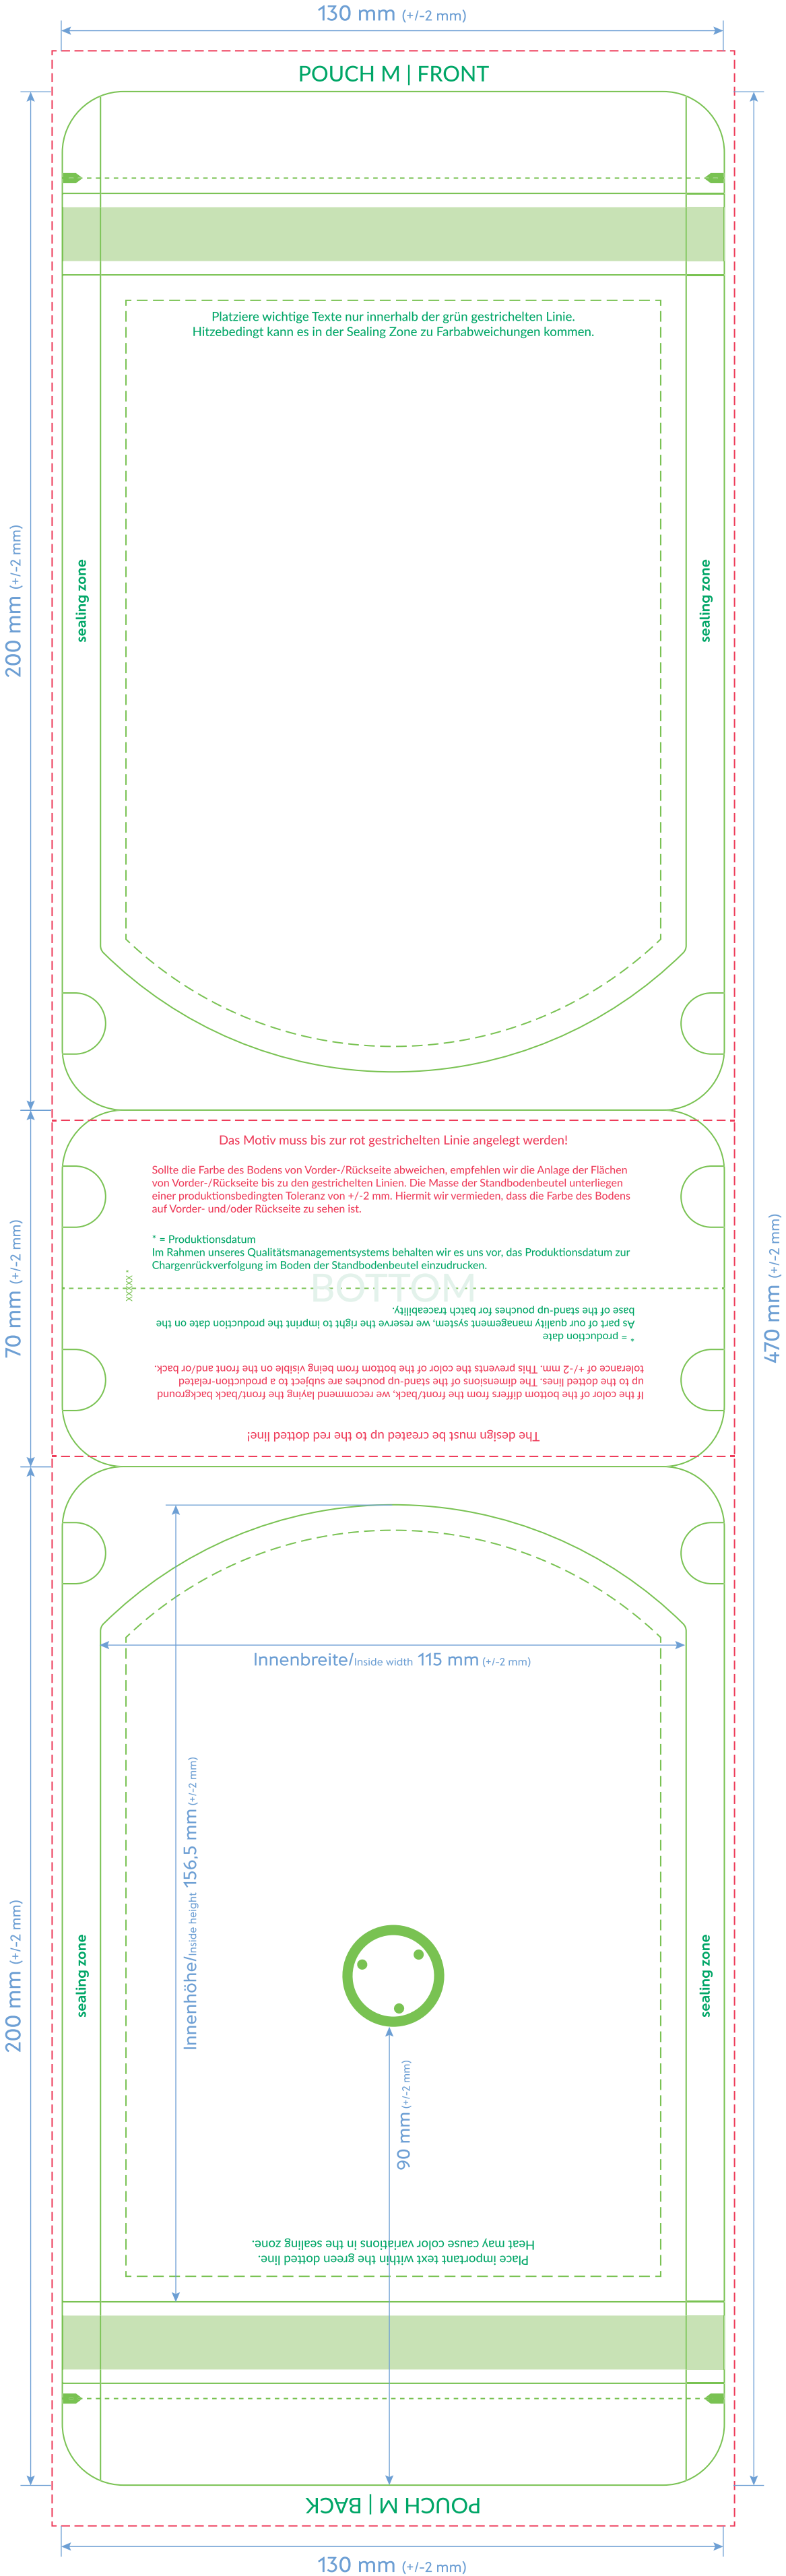 130 mm (+/-2 mm)
POUCH M | FRONT
Platziere wichtige Texte nur innerhalb der grün gestrichelten Linie.
Hitzebedingt kann es in der Sealing Zone zu Farbabweichungen kommen.
200 mm (+/-2 mm)
sealing zone
sealing zone
Das Motiv muss bis zur rot gestrichelten Linie angelegt werden!
Sollte die Farbe des Bodens von Vorder-/Rückseite abweichen, empfehlen wir die Anlage der Flächen
von Vorder-/Rückseite bis zu den gestrichelten Linien. Die Masse der Standbodenbeutel unterliegen
einer produktionsbedingten Toleranz von +/-2 mm. Hiermit wir vermieden, dass die Farbe des Bodens
auf Vorder- und/oder Rückseite zu sehen ist.
* = Produktionsdatum
Im Rahmen unseres Qualitätsmanagementsystems behalten wir es uns vor, das Produktionsdatum zur
Chargenrückverfolgung im Boden der Standbodenbeutel einzudrucken.
XXXXX *
BOTTOM
70 mm (+/-2 mm)
470 mm (+/-2 mm)
The design must be created up to the red dotted line!
If the color of the bottom differs from the front/back, we recommend laying the front/back background
up to the dotted lines. The dimensions of the stand-up pouches are subject to a production-related
tolerance of +/-2 mm. This prevents the color of the bottom from being visible on the front and/or back.
* = production date
As part of our quality management system, we reserve the right to imprint the production date on the
base of the stand-up pouches for batch traceability.
Innenbreite/Inside width 115 mm (+/-2 mm)
Innenhöhe/Inside height 156,5 mm (+/-2 mm)
200 mm (+/-2 mm)
sealing zone
sealing zone
90 mm (+/-2 mm)
Place important text within the green dotted line.
Heat may cause color variations in the sealing zone.
POUCH M | BACK
130 mm (+/-2 mm)